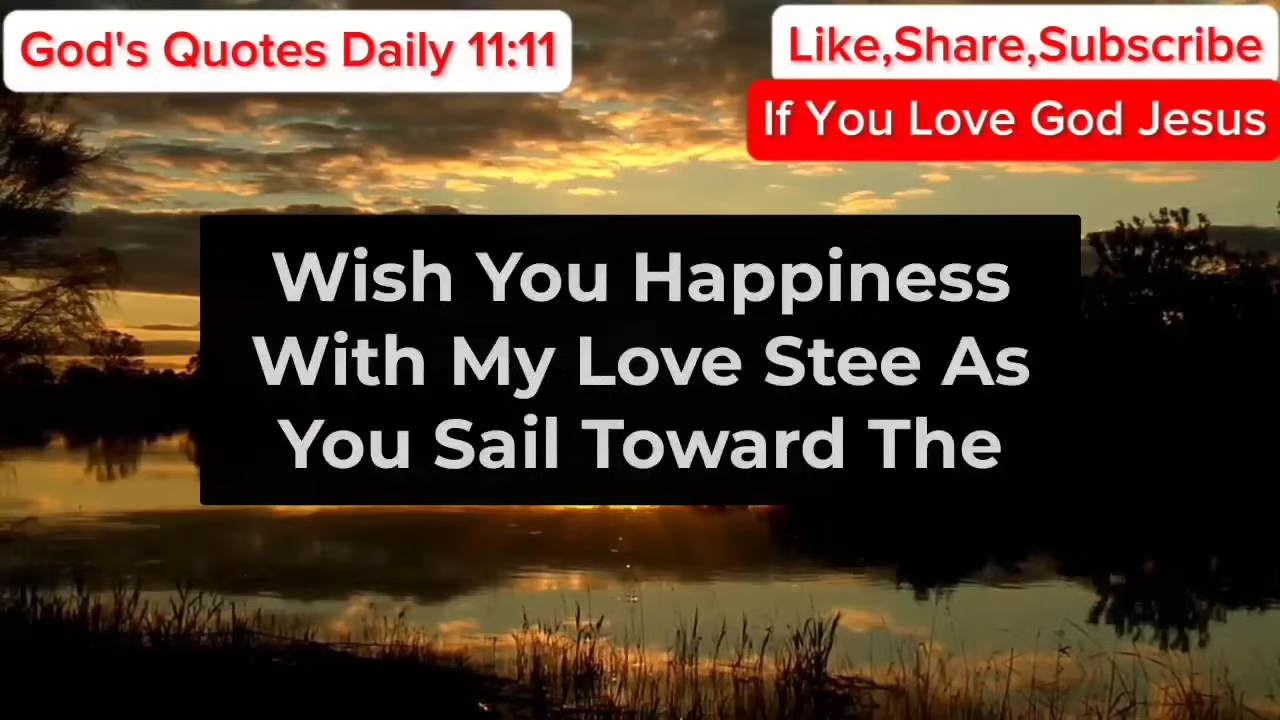 God's Quotes Daily 11:11
Like,Share,Subscribe
If You Love God Jesus
Wish You Happiness
With My Love Stee As
You Sail Toward The